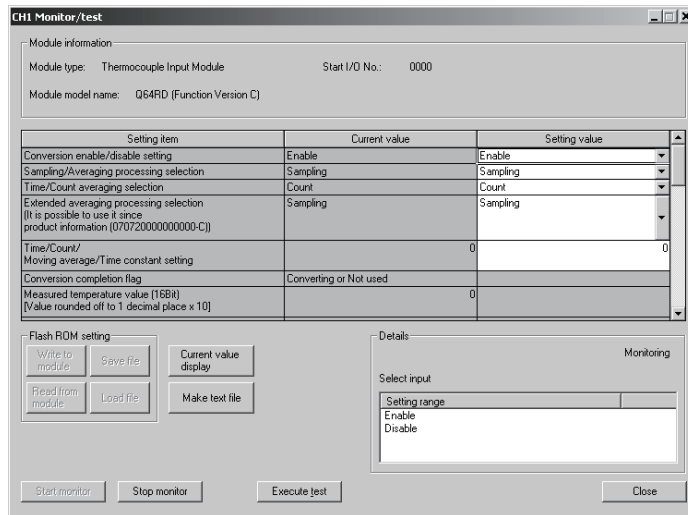 CH1 Monitor/test
Module information
Module type: Thermocouple Input Module Start I/O No.: 0000
Module model name: Q64RD (Function Version C)
Setting item Current value Setting value
Conversion enable/disable setting Enable Enable
Sampling/Averaging processing selection Sampling Sampling
Time/Count averaging selection Count Count
Extended averaging processing selection Sampling Sampling
(It is possible to use it since
product information (070720000000000-C))
Time/Count/ 0 0
Moving average/Time constant setting
Conversion completion flag Converting or Not used
Measured temperature value (16Bit) 0
[Value rounded off to 1 decimal place x 10]
Flash ROM setting
Write to module
Save file
Current value display
Read from module
Load file
Make text file
Details
Monitoring
Select input
Setting range
Enable
Disable
Start monitor Stop monitor Execute test Close